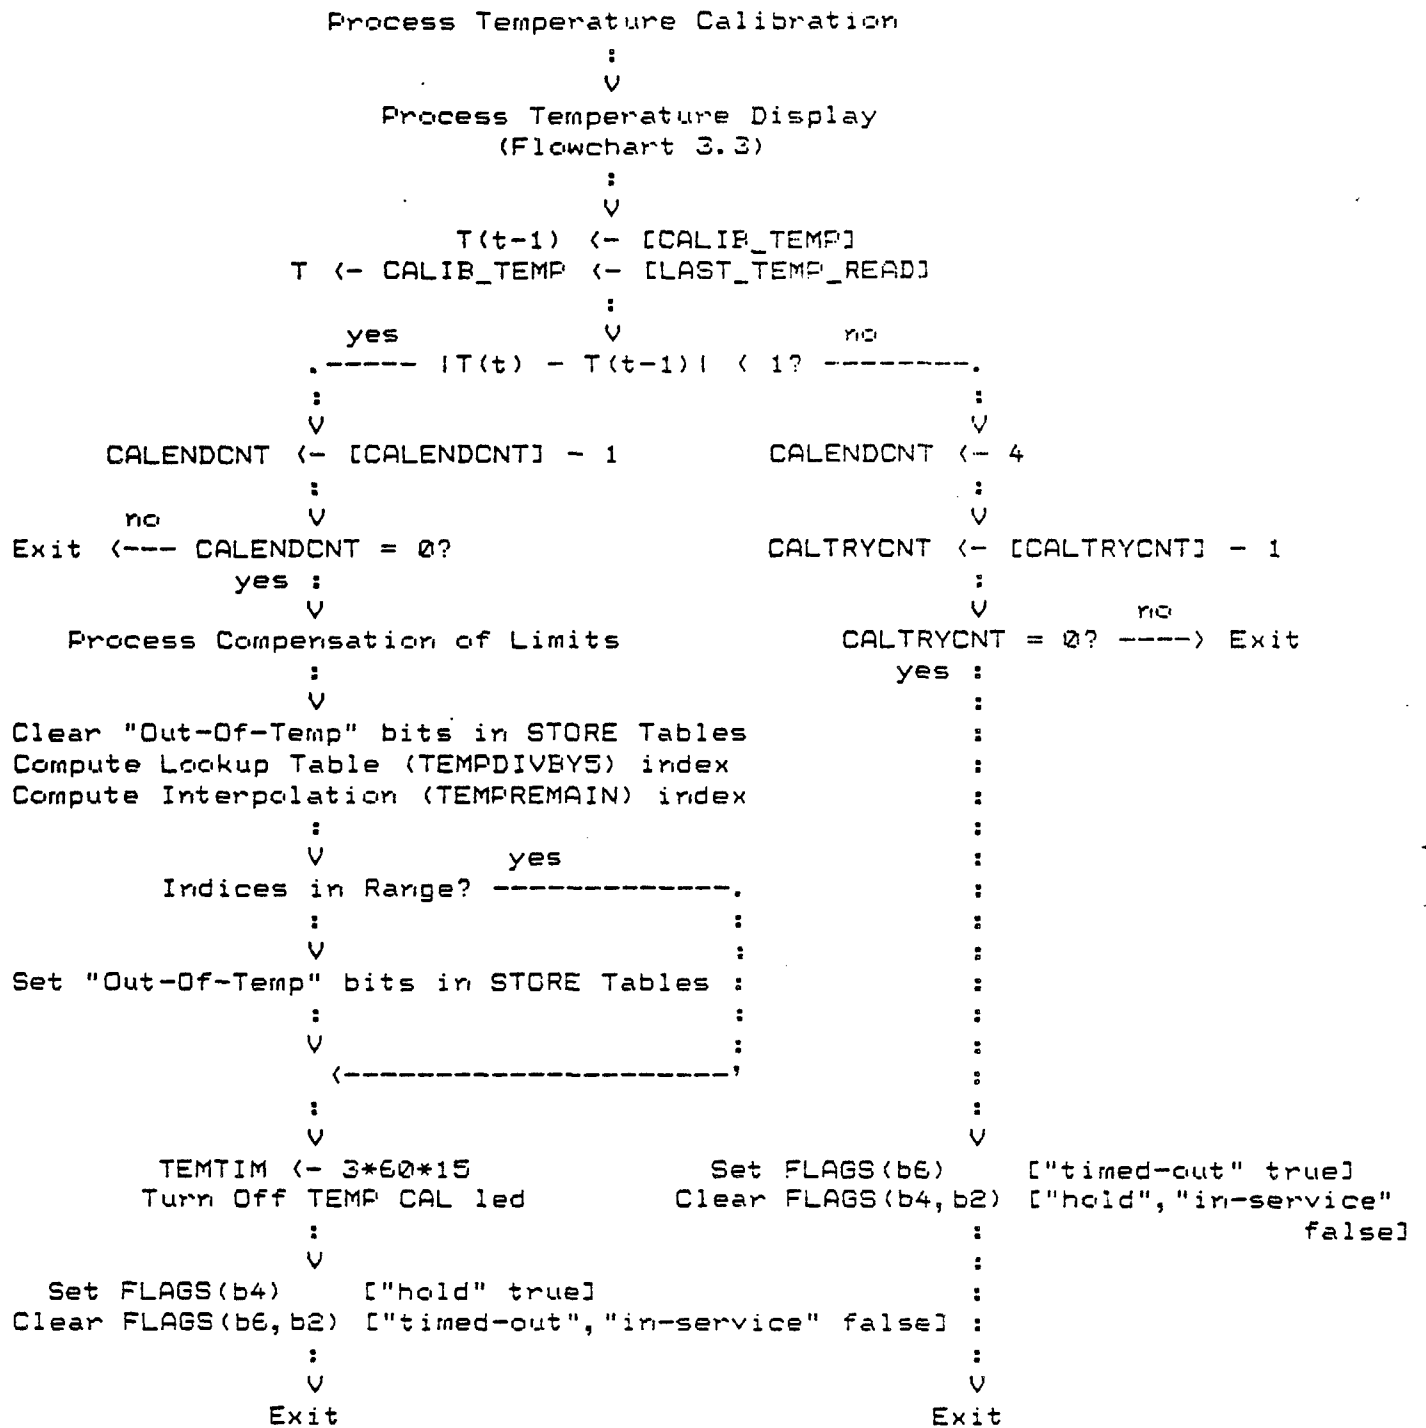 Process Temperature Calibration
:
V
Process Temperature Display
(Flowchart 3.3)
:
V
T(t-1) <- [CALIB_TEMP]
T <- CALIB_TEMP <- [LAST_TEMP_READ]
:
yes V no
.----- |T(t) - T(t-1)| < 1? --------.
: :
V V
CALENDCNT <- [CALENDCNT] - 1 CALENDCNT <- 4
: :
no V V
Exit <--- CALENDCNT = 0? CALTRYCNT <- [CALTRYCNT] - 1
yes : :
V V no
Process Compensation of Limits CALTRYCNT = 0? ----> Exit
: yes :
V :
Clear "Out-Of-Temp" bits in STORE Tables :
Compute Lookup Table (TEMPDIVBY5) index :
Compute Interpolation (TEMPREMAIN) index :
: :
V yes :
Indices in Range? -------------. :
: : :
V : :
Set "Out-Of-Temp" bits in STORE Tables : :
: : :
V : :
<---------------------' :
: :
V V
TEMTIM <- 3*60*15 Set FLAGS(b6) ["timed-out" true]
Turn Off TEMP CAL led Clear FLAGS(b4,b2) ["hold","in-service"
: : false]
V :
Set FLAGS(b4) ["hold" true] :
Clear FLAGS(b6,b2) ["timed-out","in-service" false] :
: :
V V
Exit Exit